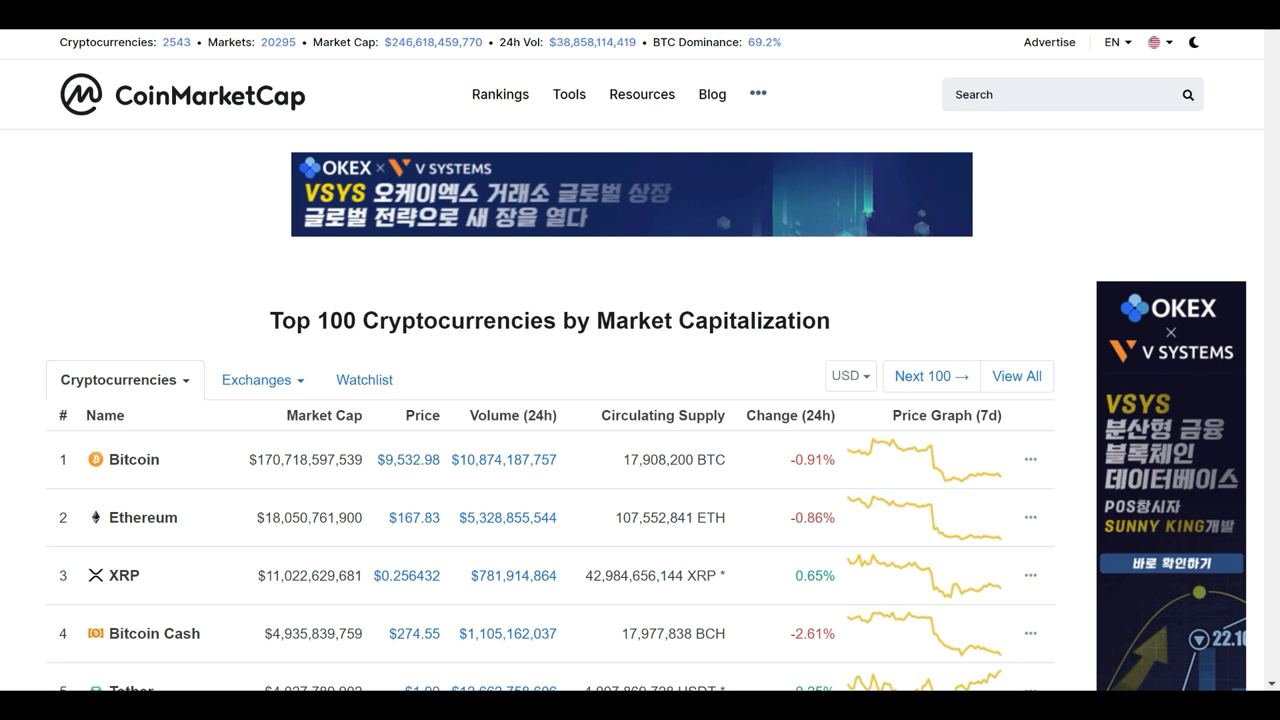 Cryptocurrencies: 2543 • Markets: 20295 • Market Cap: $246,618,459,770 • 24h Vol: $38,858,114,419 • BTC Dominance: 69.2%
Advertise EN
CoinMarketCap
Rankings Tools Resources Blog •••
Search
OKEX × V SYSTEMS
VSYS 오케이엑스 거래소 글로벌 상장
글로벌 전략으로 새 장을 열다
Top 100 Cryptocurrencies by Market Capitalization
Cryptocurrencies Exchanges Watchlist
USD Next 100 → View All
# Name Market Cap Price Volume (24h) Circulating Supply Change (24h) Price Graph (7d)
1 Bitcoin $170,718,597,539 $9,532.98 $10,874,187,757 17,908,200 BTC -0.91%
2 Ethereum $18,050,761,900 $167.83 $5,328,855,544 107,552,841 ETH -0.86%
3 XRP $11,022,629,681 $0.256432 $781,914,864 42,984,656,144 XRP * 0.65%
4 Bitcoin Cash $4,935,839,759 $274.55 $1,105,162,037 17,977,838 BCH -2.61%
OKEX
×
V SYSTEMS
VSYS
분산형 금융
블록체인
데이터베이스
POS창시자
SUNNY KING개발
바로 확인하기